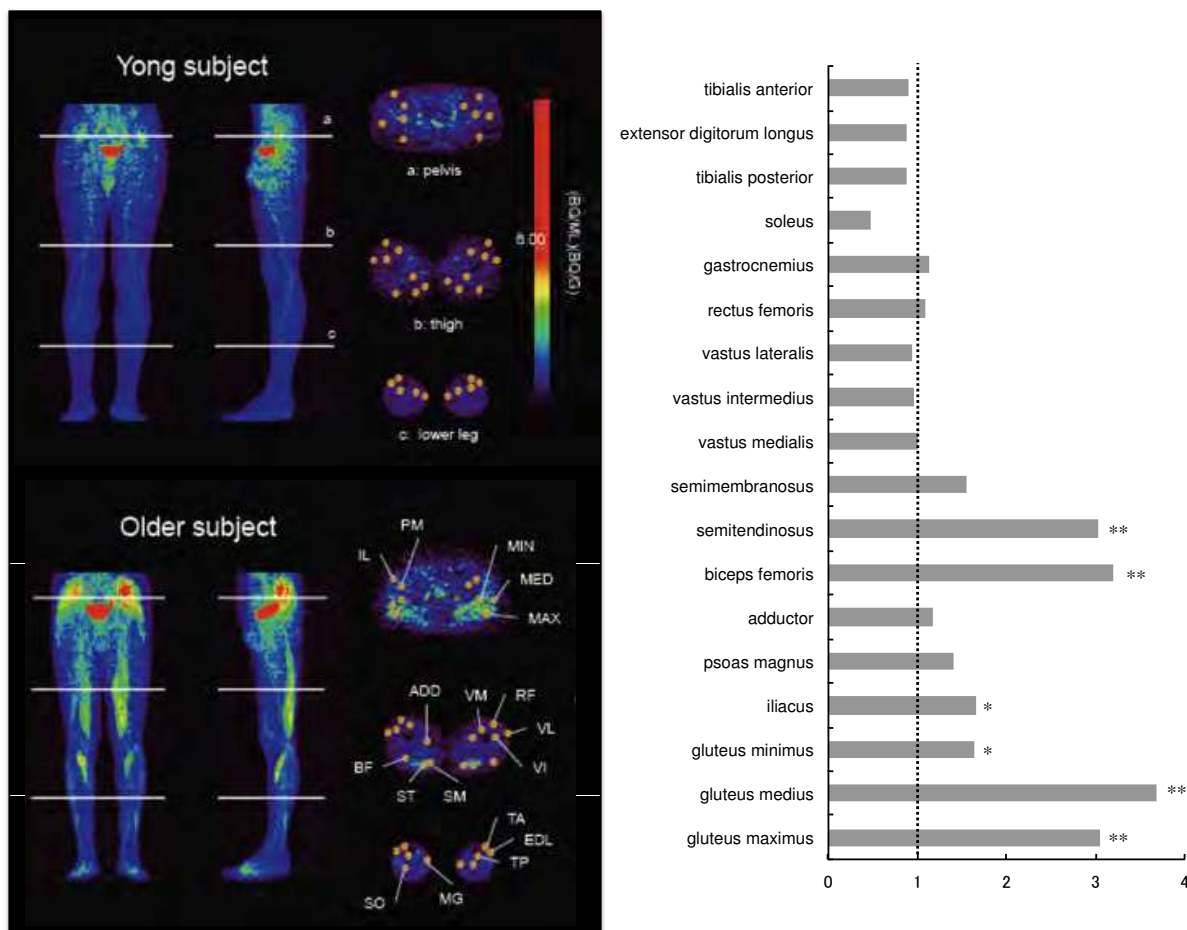 Yong subject
a
b
c
a: pelvis
b: thigh
c: lower leg
6.00
(BQ/ML)(BQ/G)
Older subject
PM
IL
MIN
MED
MAX
ADD
VM
RF
VL
BF
VI
ST
SM
TA
EDL
TP
SO
MG
tibialis anterior
extensor digitorum longus
tibialis posterior
soleus
gastrocnemius
rectus femoris
vastus lateralis
vastus intermedius
vastus medialis
semimembranosus
semitendinosus **
biceps femoris **
adductor
psoas magnus
iliacus *
gluteus minimus *
gluteus medius **
gluteus maximus **
0 1 2 3 4